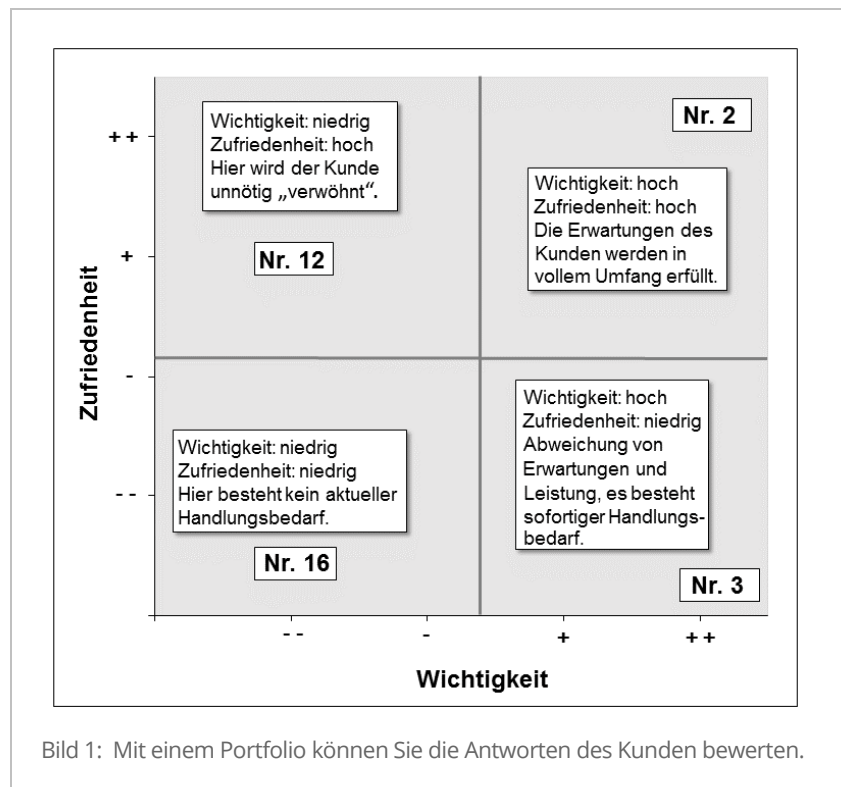 Wichtigkeit: niedrig
Zufriedenheit: hoch
Hier wird der Kunde
unnötig „verwöhnt“.
Nr. 12
Nr. 2
Wichtigkeit: hoch
Zufriedenheit: hoch
Die Erwartungen des
Kunden werden in
vollem Umfang erfüllt.
Wichtigkeit: niedrig
Zufriedenheit: niedrig
Hier besteht kein aktueller
Handlungsbedarf.
Nr. 16
Wichtigkeit: hoch
Zufriedenheit: niedrig
Abweichung von
Erwartungen und
Leistung, es besteht
sofortiger Handlungs-
bedarf.
Nr. 3
Zufriedenheit
++
+
-
--
-- - + ++
Wichtigkeit
Bild 1: Mit einem Portfolio können Sie die Antworten des Kunden bewerten.